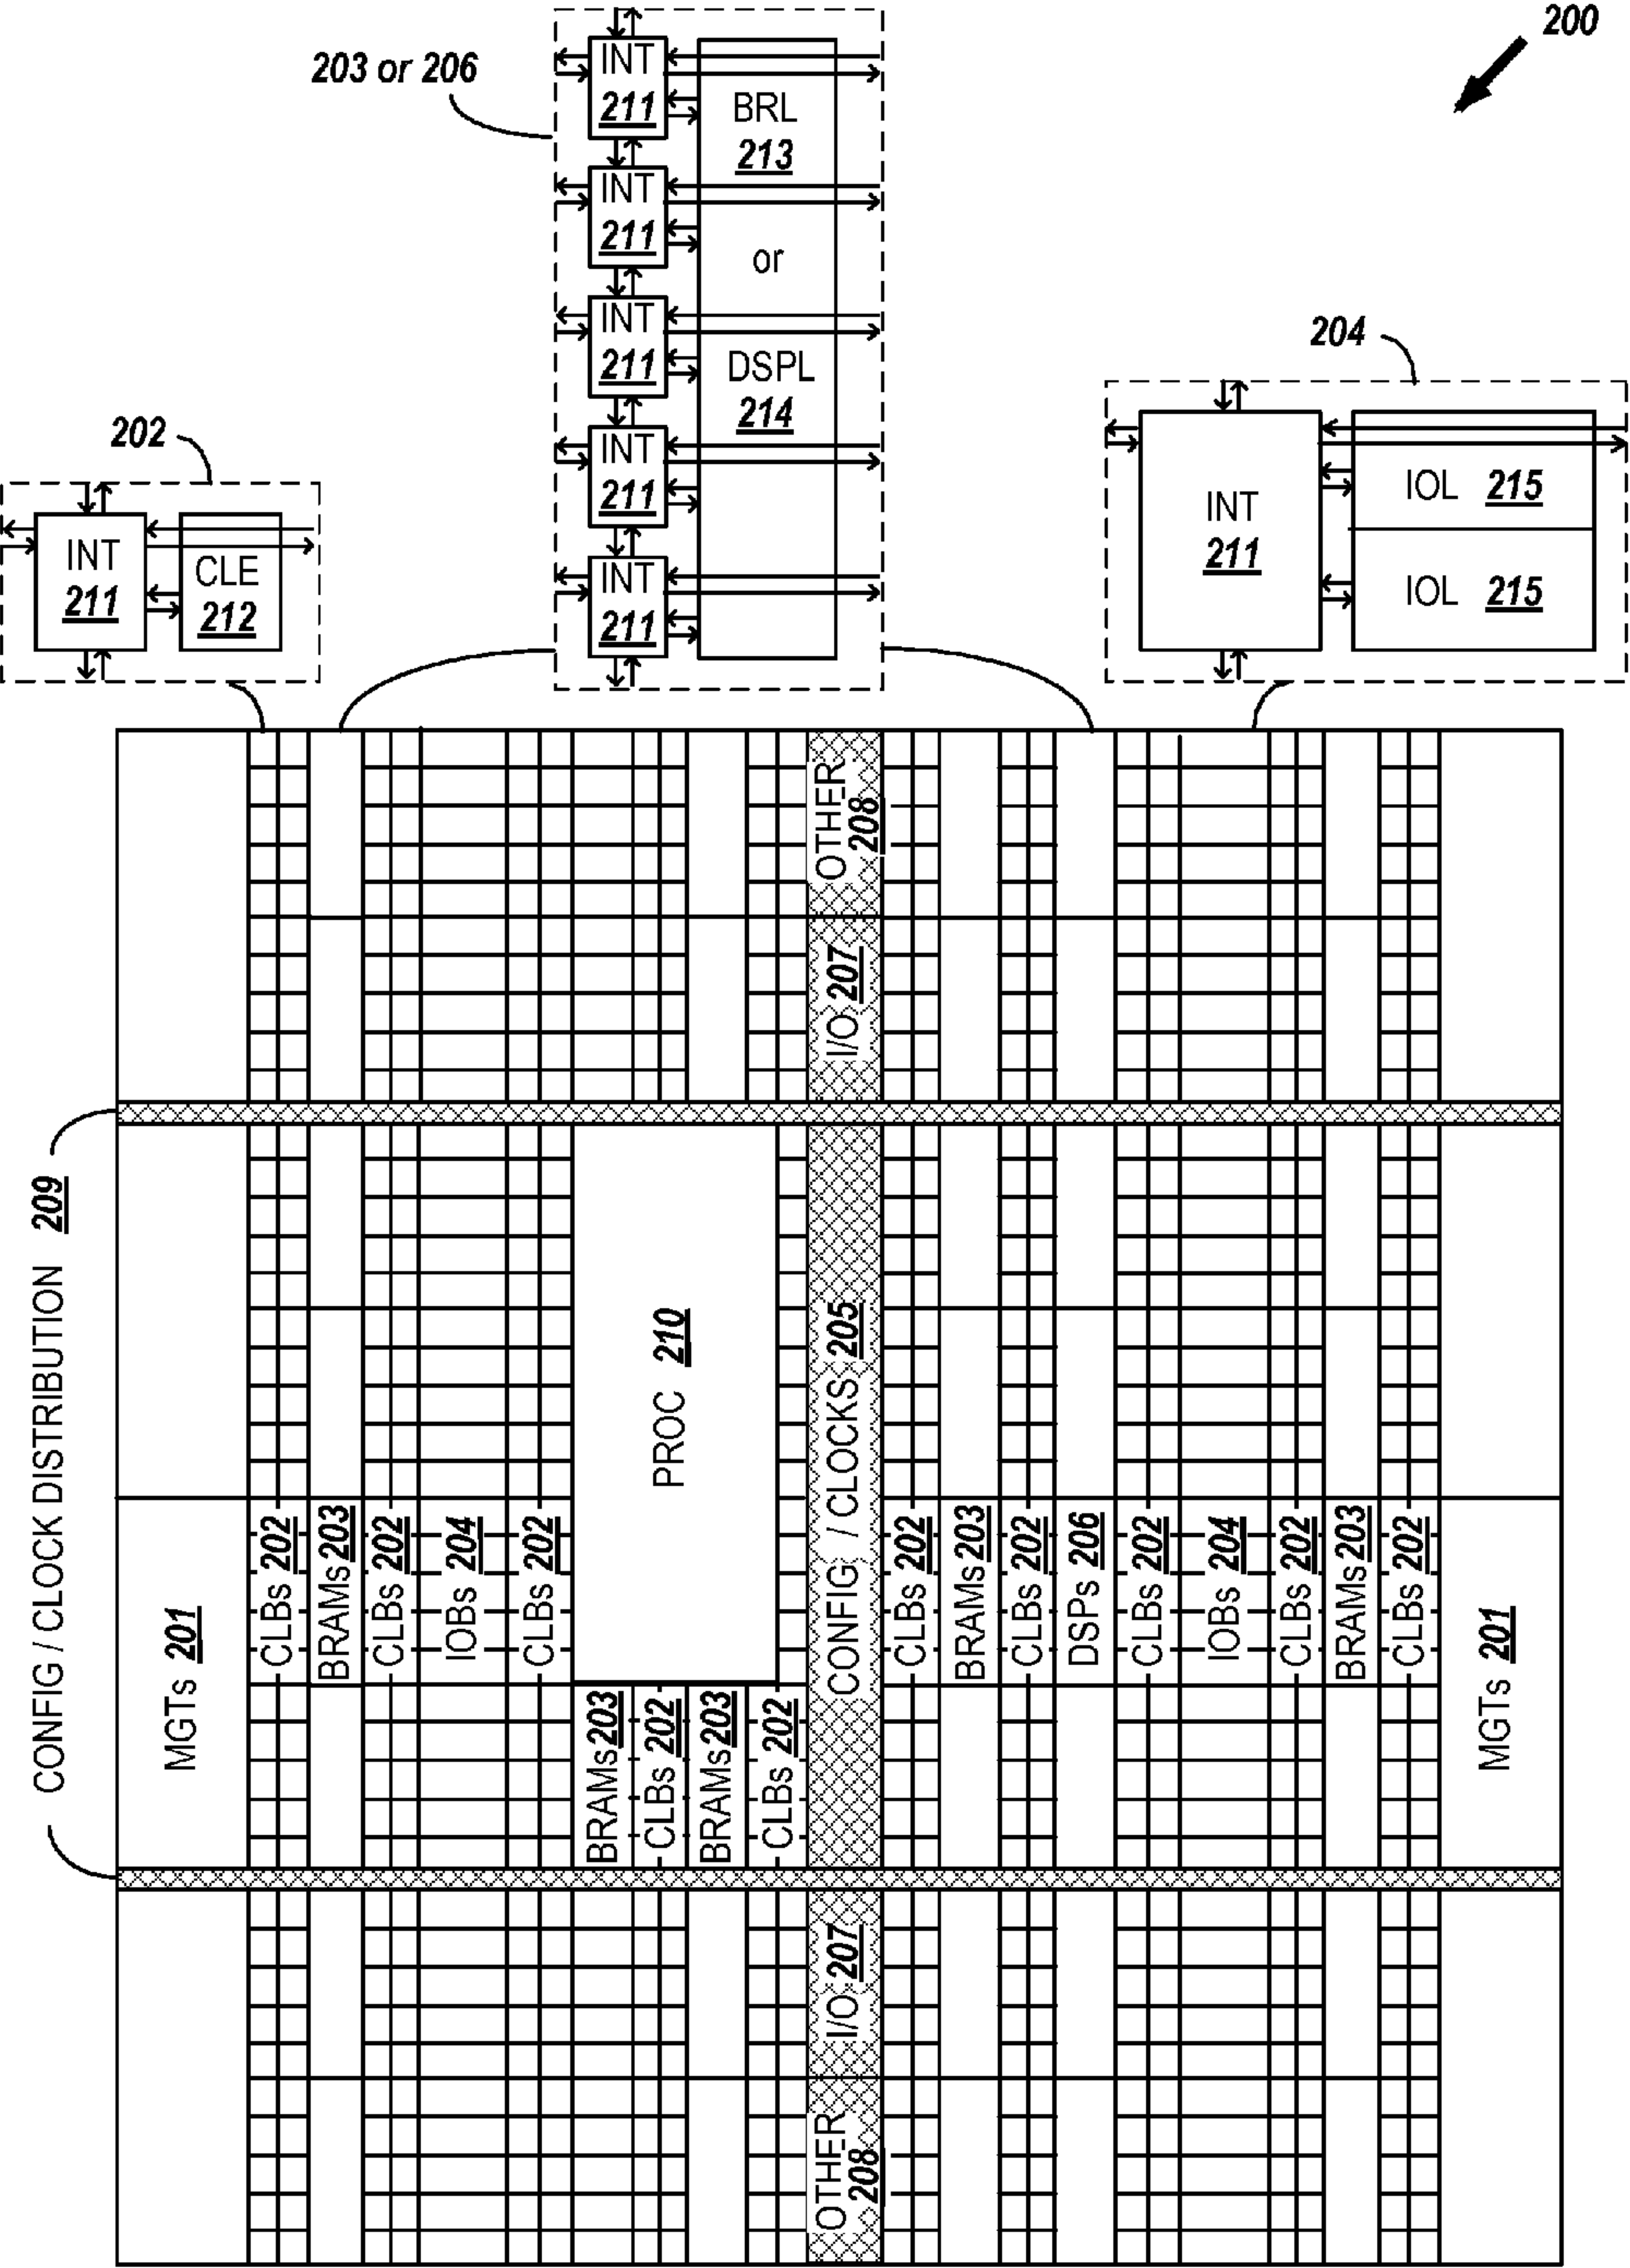 200
203 or 206
INT
211
INT
211
INT
211
INT
211
INT
211
BRL
213
or
DSPL
214
204
INT
211
IOL 215
IOL 215
202
INT
211
CLE
212
OTHER
208
I/O 207
CONFIG / CLOCK DISTRIBUTION 209
PROC 210
CONFIG / CLOCKS 205
MGTs 201
CLBs 202
BRAMs 203
CLBs 202
IOBs 204
CLBs 202
BRAMs 203
CLBs 202
BRAMs 203
CLBs 202
CLBs 202
BRAMs 203
CLBs 202
DSPs 206
CLBs 202
IOBs 204
CLBs 202
BRAMs 203
CLBs 202
MGTs 201
I/O 207
OTHER
208